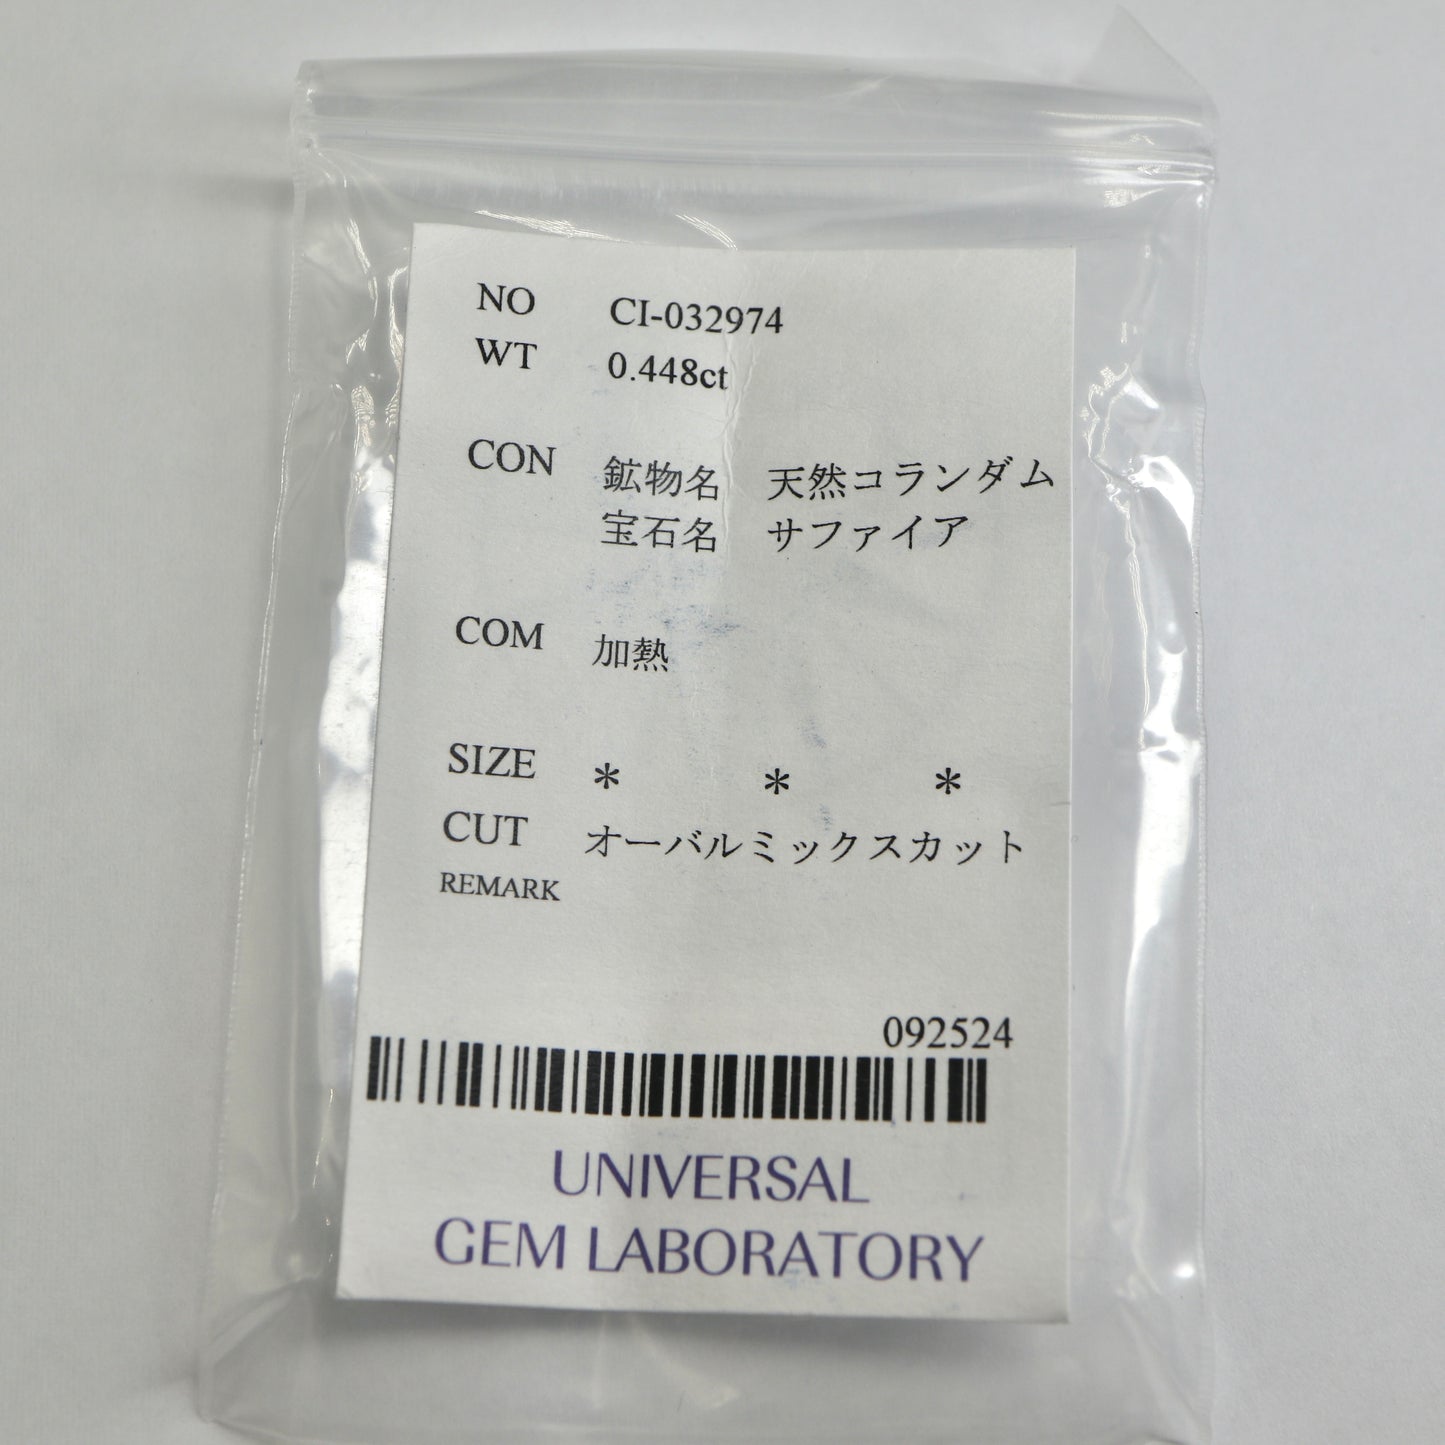 NO CI-032974
WT 0.448ct
CON 鉱物名 天然コランダム
宝石名 サファイア
COM 加熱
SIZE * * *
CUT オーバルミックスカット
REMARK
092524
UNIVERSAL
GEM LABORATORY